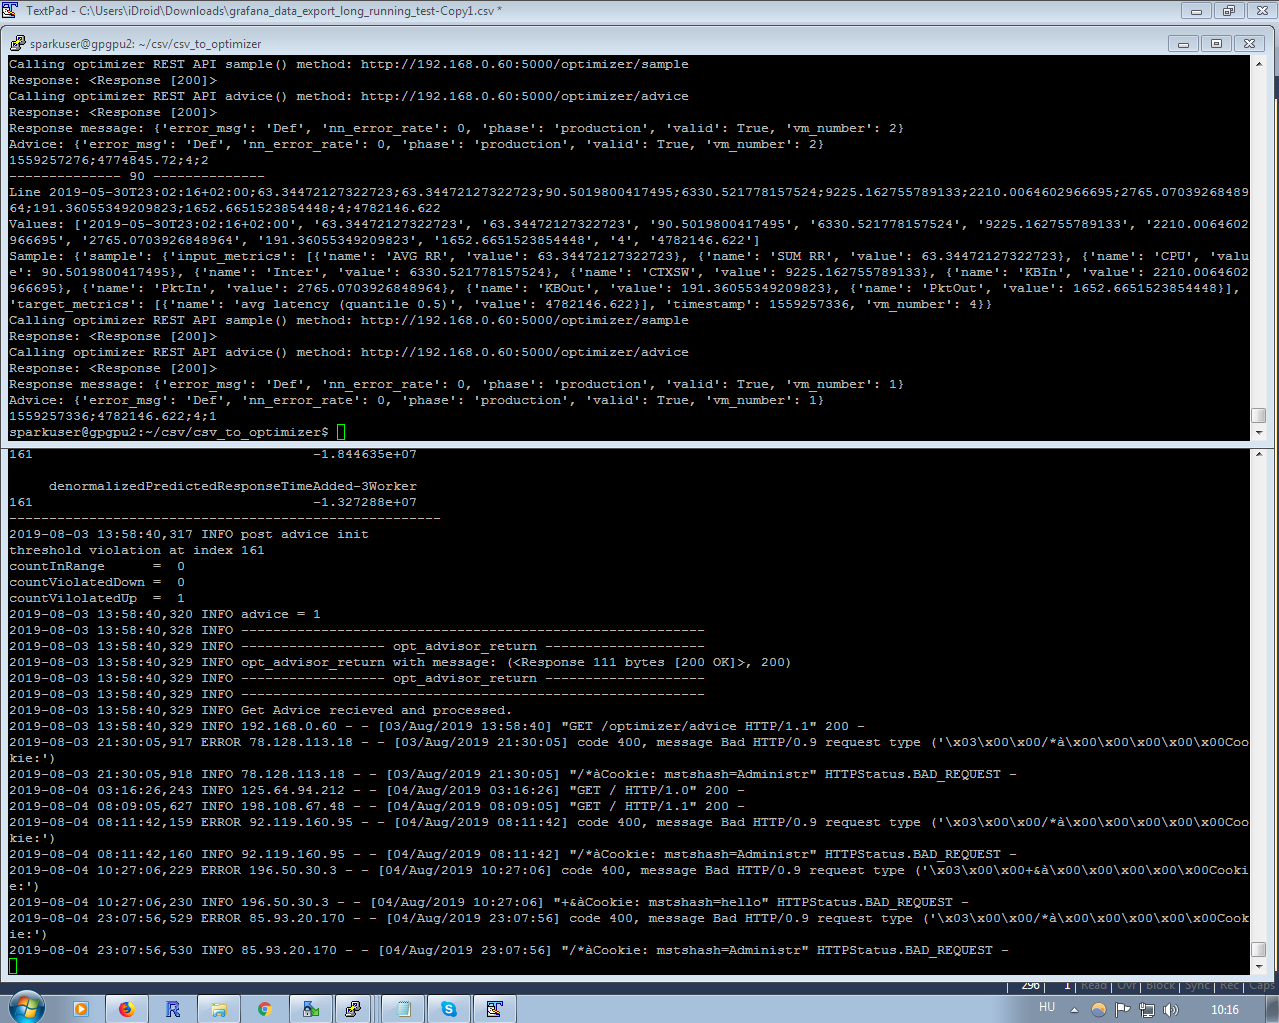 TextPad - C:\Users\iDroid\Downloads\grafana_data_export_long_running_test-Copy1.csv *
sparkuser@gpgpu2: ~/csv/csv_to_optimizer
Calling optimizer REST API sample() method: http://192.168.0.60:5000/optimizer/sample
Response: <Response [200]>
Calling optimizer REST API advice() method: http://192.168.0.60:5000/optimizer/advice
Response: <Response [200]>
Response message: {'error_msg': 'Def', 'nn_error_rate': 0, 'phase': 'production', 'valid': True, 'vm_number': 2}
Advice: {'error_msg': 'Def', 'nn_error_rate': 0, 'phase': 'production', 'valid': True, 'vm_number': 2}
1559257276;4774845.72;4;2
-------------- 90 --------------
Line 2019-05-30T23:02:16+02:00;63.34472127322723;63.34472127322723;90.5019800417495;6330.521778157524;9225.162755789133;2210.0064602966695;2765.07039268489
64;191.36055349209823;1652.6651523854448;4;4782146.622
Values: ['2019-05-30T23:02:16+02:00', '63.34472127322723', '63.34472127322723', '90.5019800417495', '6330.521778157524', '9225.162755789133', '2210.0064602
966695', '2765.0703926848964', '191.36055349209823', '1652.6651523854448', '4', '4782146.622']
Sample: {'sample': {'input_metrics': [{'name': 'AVG RR', 'value': 63.34472127322723}, {'name': 'SUM RR', 'value': 63.34472127322723}, {'name': 'CPU', 'valu
e': 90.5019800417495}, {'name': 'Inter', 'value': 6330.521778157524}, {'name': 'CTXSW', 'value': 9225.162755789133}, {'name': 'KBIn', 'value': 2210.0064602
966695}, {'name': 'PktIn', 'value': 2765.0703926848964}, {'name': 'KBOut', 'value': 191.36055349209823}, {'name': 'PktOut', 'value': 1652.6651523854448}],
'target_metrics': [{'name': 'avg latency (quantile 0.5)', 'value': 4782146.622}], 'timestamp': 1559257336, 'vm_number': 4}}
Calling optimizer REST API sample() method: http://192.168.0.60:5000/optimizer/sample
Response: <Response [200]>
Calling optimizer REST API advice() method: http://192.168.0.60:5000/optimizer/advice
Response: <Response [200]>
Response message: {'error_msg': 'Def', 'nn_error_rate': 0, 'phase': 'production', 'valid': True, 'vm_number': 1}
Advice: {'error_msg': 'Def', 'nn_error_rate': 0, 'phase': 'production', 'valid': True, 'vm_number': 1}
1559257336;4782146.622;4;1
sparkuser@gpgpu2:~/csv/csv_to_optimizer$
161                                   -1.844635e+07
     denormalizedPredictedResponseTimeAdded-3Worker
161                                   -1.327288e+07
------------------------------------------------------
2019-08-03 13:58:40,317 INFO post advice init
threshold violation at index 161
countInRange      =  0
countViolatedDown =  0
countVilolatedUp  =  1
2019-08-03 13:58:40,320 INFO advice = 1
2019-08-03 13:58:40,328 INFO ----------------------------------------------------------
2019-08-03 13:58:40,329 INFO ------------------ opt_advisor_return --------------------
2019-08-03 13:58:40,329 INFO opt_advisor_return with message: (<Response 111 bytes [200 OK]>, 200)
2019-08-03 13:58:40,329 INFO ------------------ opt_advisor_return --------------------
2019-08-03 13:58:40,329 INFO ----------------------------------------------------------
2019-08-03 13:58:40,329 INFO Get Advice recieved and processed.
2019-08-03 13:58:40,329 INFO 192.168.0.60 - - [03/Aug/2019 13:58:40] "GET /optimizer/advice HTTP/1.1" 200 -
2019-08-03 21:30:05,917 ERROR 78.128.113.18 - - [03/Aug/2019 21:30:05] code 400, message Bad HTTP/0.9 request type ('\x03\x00\x00/*à\x00\x00\x00\x00\x00Coo
kie:')
2019-08-03 21:30:05,918 INFO 78.128.113.18 - - [03/Aug/2019 21:30:05] "/*àCookie: mstshash=Administr" HTTPStatus.BAD_REQUEST -
2019-08-04 03:16:26,243 INFO 125.64.94.212 - - [04/Aug/2019 03:16:26] "GET / HTTP/1.0" 200 -
2019-08-04 08:09:05,627 INFO 198.108.67.48 - - [04/Aug/2019 08:09:05] "GET / HTTP/1.1" 200 -
2019-08-04 08:11:42,159 ERROR 92.119.160.95 - - [04/Aug/2019 08:11:42] code 400, message Bad HTTP/0.9 request type ('\x03\x00\x00/*à\x00\x00\x00\x00\x00Coo
kie:')
2019-08-04 08:11:42,160 INFO 92.119.160.95 - - [04/Aug/2019 08:11:42] "/*àCookie: mstshash=Administr" HTTPStatus.BAD_REQUEST -
2019-08-04 10:27:06,229 ERROR 196.50.30.3 - - [04/Aug/2019 10:27:06] code 400, message Bad HTTP/0.9 request type ('\x03\x00\x00+&à\x00\x00\x00\x00\x00Cooki
e:')
2019-08-04 10:27:06,230 INFO 196.50.30.3 - - [04/Aug/2019 10:27:06] "+&àCookie: mstshash=hello" HTTPStatus.BAD_REQUEST -
2019-08-04 23:07:56,529 ERROR 85.93.20.170 - - [04/Aug/2019 23:07:56] code 400, message Bad HTTP/0.9 request type ('\x03\x00\x00/*à\x00\x00\x00\x00\x00Cook
ie:')
2019-08-04 23:07:56,530 INFO 85.93.20.170 - - [04/Aug/2019 23:07:56] "/*àCookie: mstshash=Administr" HTTPStatus.BAD_REQUEST -
296 | 1 | Read | Ovr | Block | Sync | Rec | Caps
HU 10:16